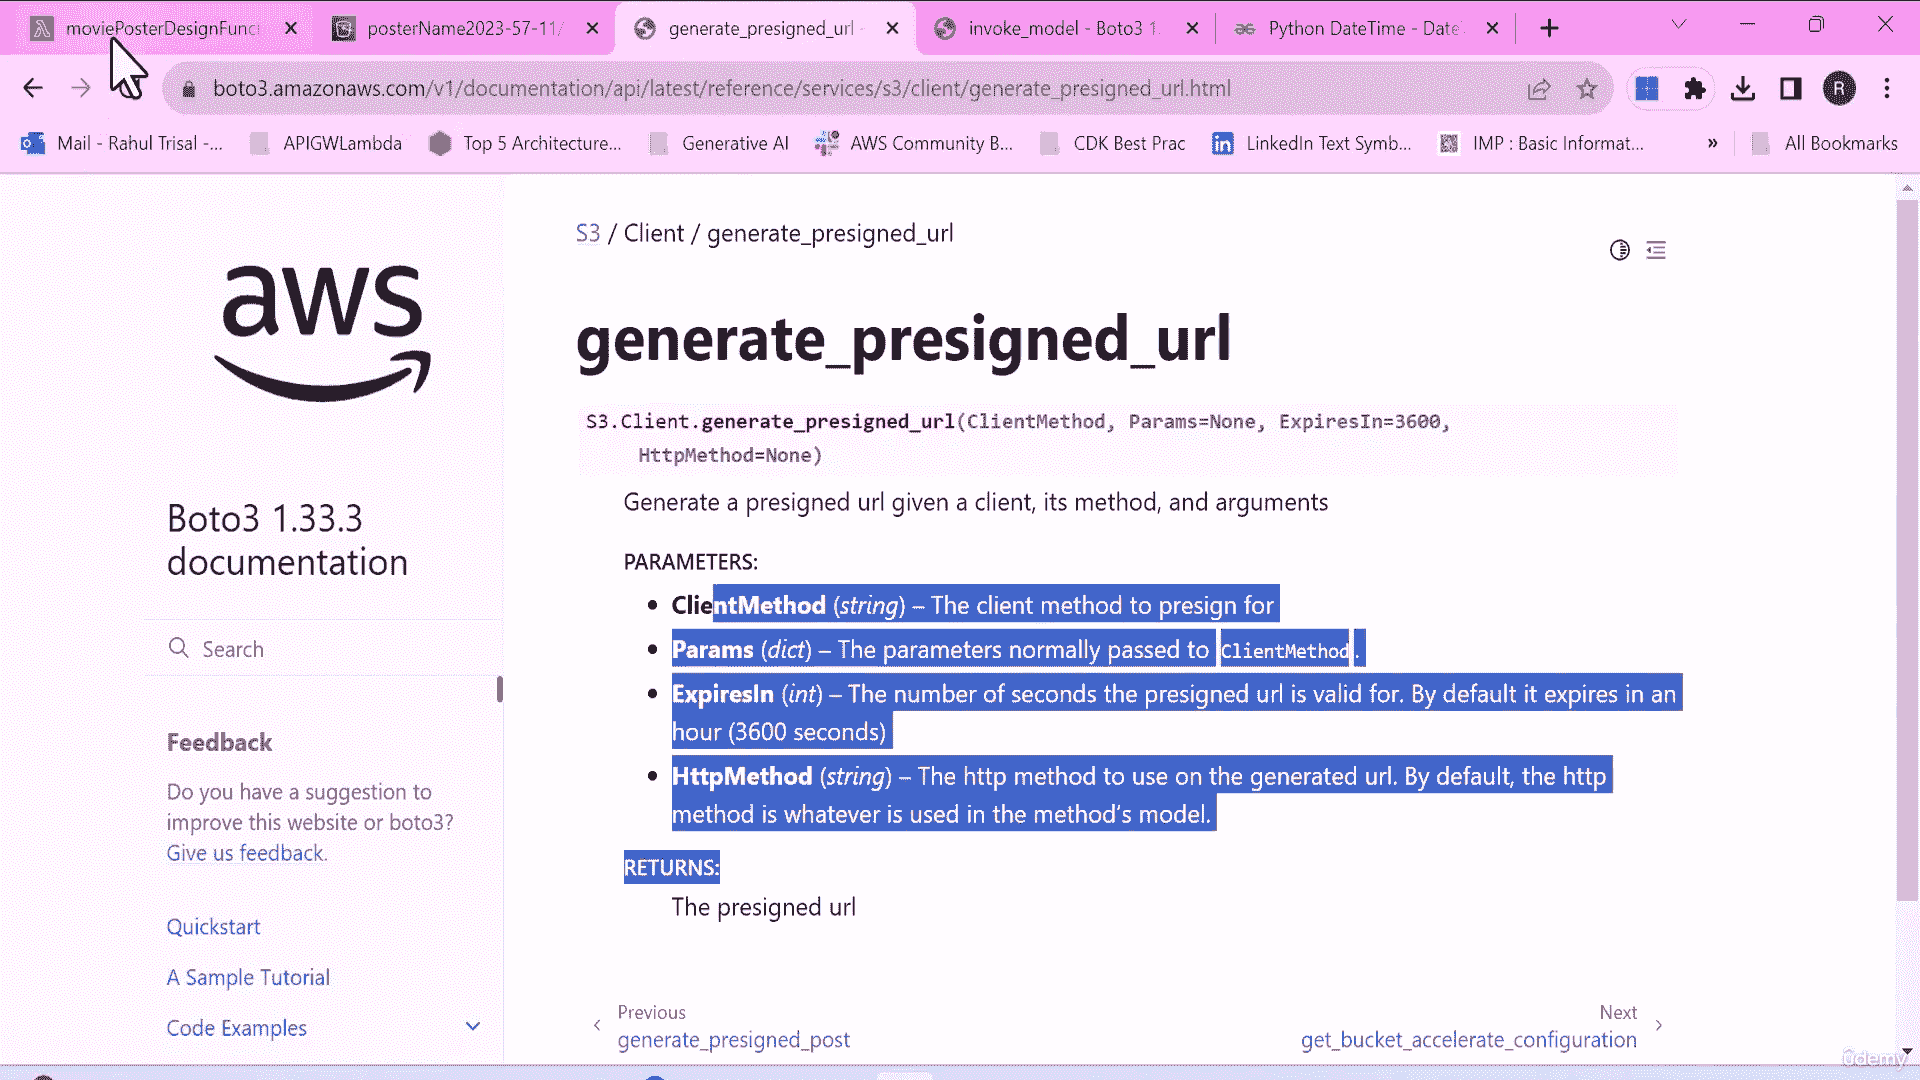 moviePosterDesignFunc
posterName2023-57-11/
generate_presigned_url -
invoke_model - Boto3 1.
Python DateTime - Date
boto3.amazonaws.com/v1/documentation/api/latest/reference/services/s3/client/generate_presigned_url.html
R
Mail - Rahul Trisal -...
APIGWLambda
Top 5 Architecture...
Generative AI
AWS Community B...
CDK Best Prac
LinkedIn Text Symb...
IMP : Basic Informat...
»
All Bookmarks
aws
Boto3 1.33.3
documentation
Search
Feedback
Do you have a suggestion to
improve this website or boto3?
Give us feedback.
Quickstart
A Sample Tutorial
Code Examples
S3 / Client / generate_presigned_url
generate_presigned_url
S3.Client.generate_presigned_url(ClientMethod, Params=None, ExpiresIn=3600,
HttpMethod=None)
Generate a presigned url given a client, its method, and arguments
PARAMETERS:
• ClientMethod (string) – The client method to presign for
• Params (dict) – The parameters normally passed to ClientMethod.
• ExpiresIn (int) – The number of seconds the presigned url is valid for. By default it expires in an
hour (3600 seconds)
• HttpMethod (string) – The http method to use on the generated url. By default, the http
method is whatever is used in the method's model.
RETURNS:
The presigned url
Previous
generate_presigned_post
Next
get_bucket_accelerate_configuration
ûdemy